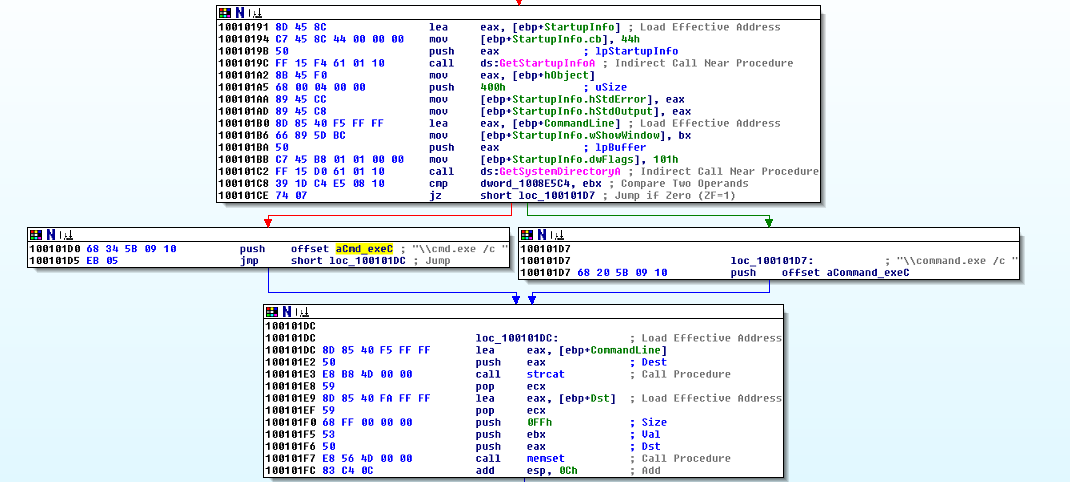 N
10010191 8D 45 8C lea eax, [ebp+StartupInfo] ; Load Effective Address
10010194 C7 45 8C 44 00 00 00 mov [ebp+StartupInfo.cb], 44h
1001019B 50 push eax ; lpStartupInfo
1001019C FF 15 F4 61 01 10 call ds:GetStartupInfoA ; Indirect Call Near Procedure
100101A2 8B 45 F0 mov eax, [ebp+hObject]
100101A5 68 00 04 00 00 push 400h ; uSize
100101AA 89 45 CC mov [ebp+StartupInfo.hStdError], eax
100101AD 89 45 C8 mov [ebp+StartupInfo.hStdOutput], eax
100101B0 8D 85 40 F5 FF FF lea eax, [ebp+CommandLine] ; Load Effective Address
100101B6 66 89 5D BC mov [ebp+StartupInfo.wShowWindow], bx
100101BA 50 push eax ; lpBuffer
100101BB C7 45 B8 01 01 00 00 mov [ebp+StartupInfo.dwFlags], 101h
100101C2 FF 15 D0 61 01 10 call ds:GetSystemDirectoryA ; Indirect Call Near Procedure
100101C8 39 1D C4 E5 08 10 cmp dword_1008E5C4, ebx ; Compare Two Operands
100101CE 74 07 jz short loc_100101D7 ; Jump if Zero (ZF=1)
N
100101D0 68 34 5B 09 10 push offset aCmd_exeC ; "\\cmd.exe /c "
100101D5 EB 05 jmp short loc_100101DC ; Jump
N
100101D7
100101D7 loc_100101D7: ; "\\command.exe /c "
100101D7 68 20 5B 09 10 push offset aCommand_exeC
N
100101DC
100101DC loc_100101DC: ; Load Effective Address
100101DC 8D 85 40 F5 FF FF lea eax, [ebp+CommandLine]
100101E2 50 push eax ; Dest
100101E3 E8 B8 4D 00 00 call strcat ; Call Procedure
100101E8 59 pop ecx
100101E9 8D 85 40 FA FF FF lea eax, [ebp+Dst] ; Load Effective Address
100101EF 59 pop ecx
100101F0 68 FF 00 00 00 push 0FFh ; Size
100101F5 53 push ebx ; Val
100101F6 50 push eax ; Dst
100101F7 E8 56 4D 00 00 call memset ; Call Procedure
100101FC 83 C4 0C add esp, 0Ch ; Add